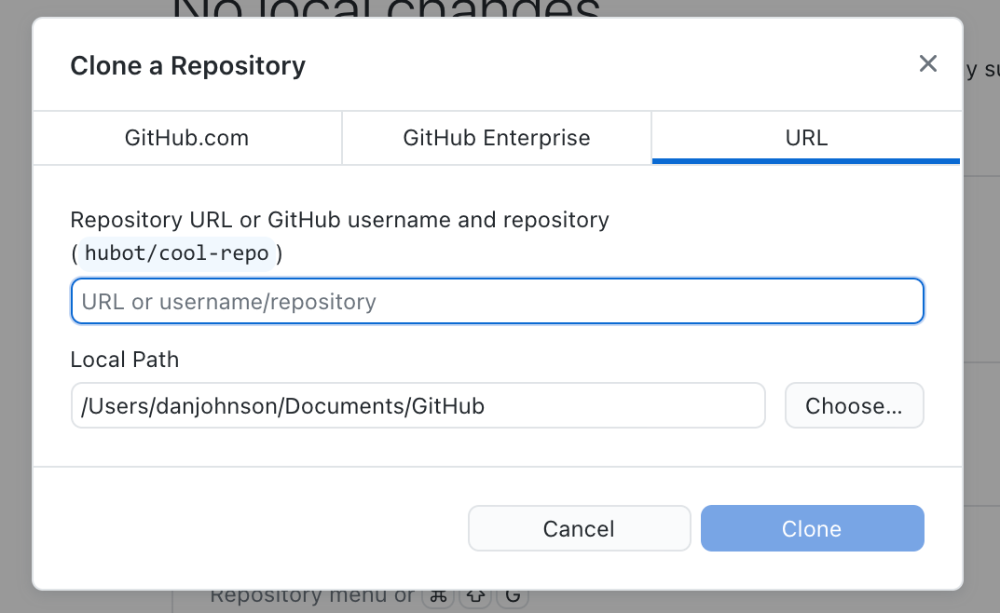 No local changes
Clone a Repository
y su
GitHub.com GitHub Enterprise URL
Repository URL or GitHub username and repository
(hubot/cool-repo)
URL or username/repository
Local Path
/Users/danjohnson/Documents/GitHub Choose...
Cancel Clone
Repository menu or ⌘ ⇧ G